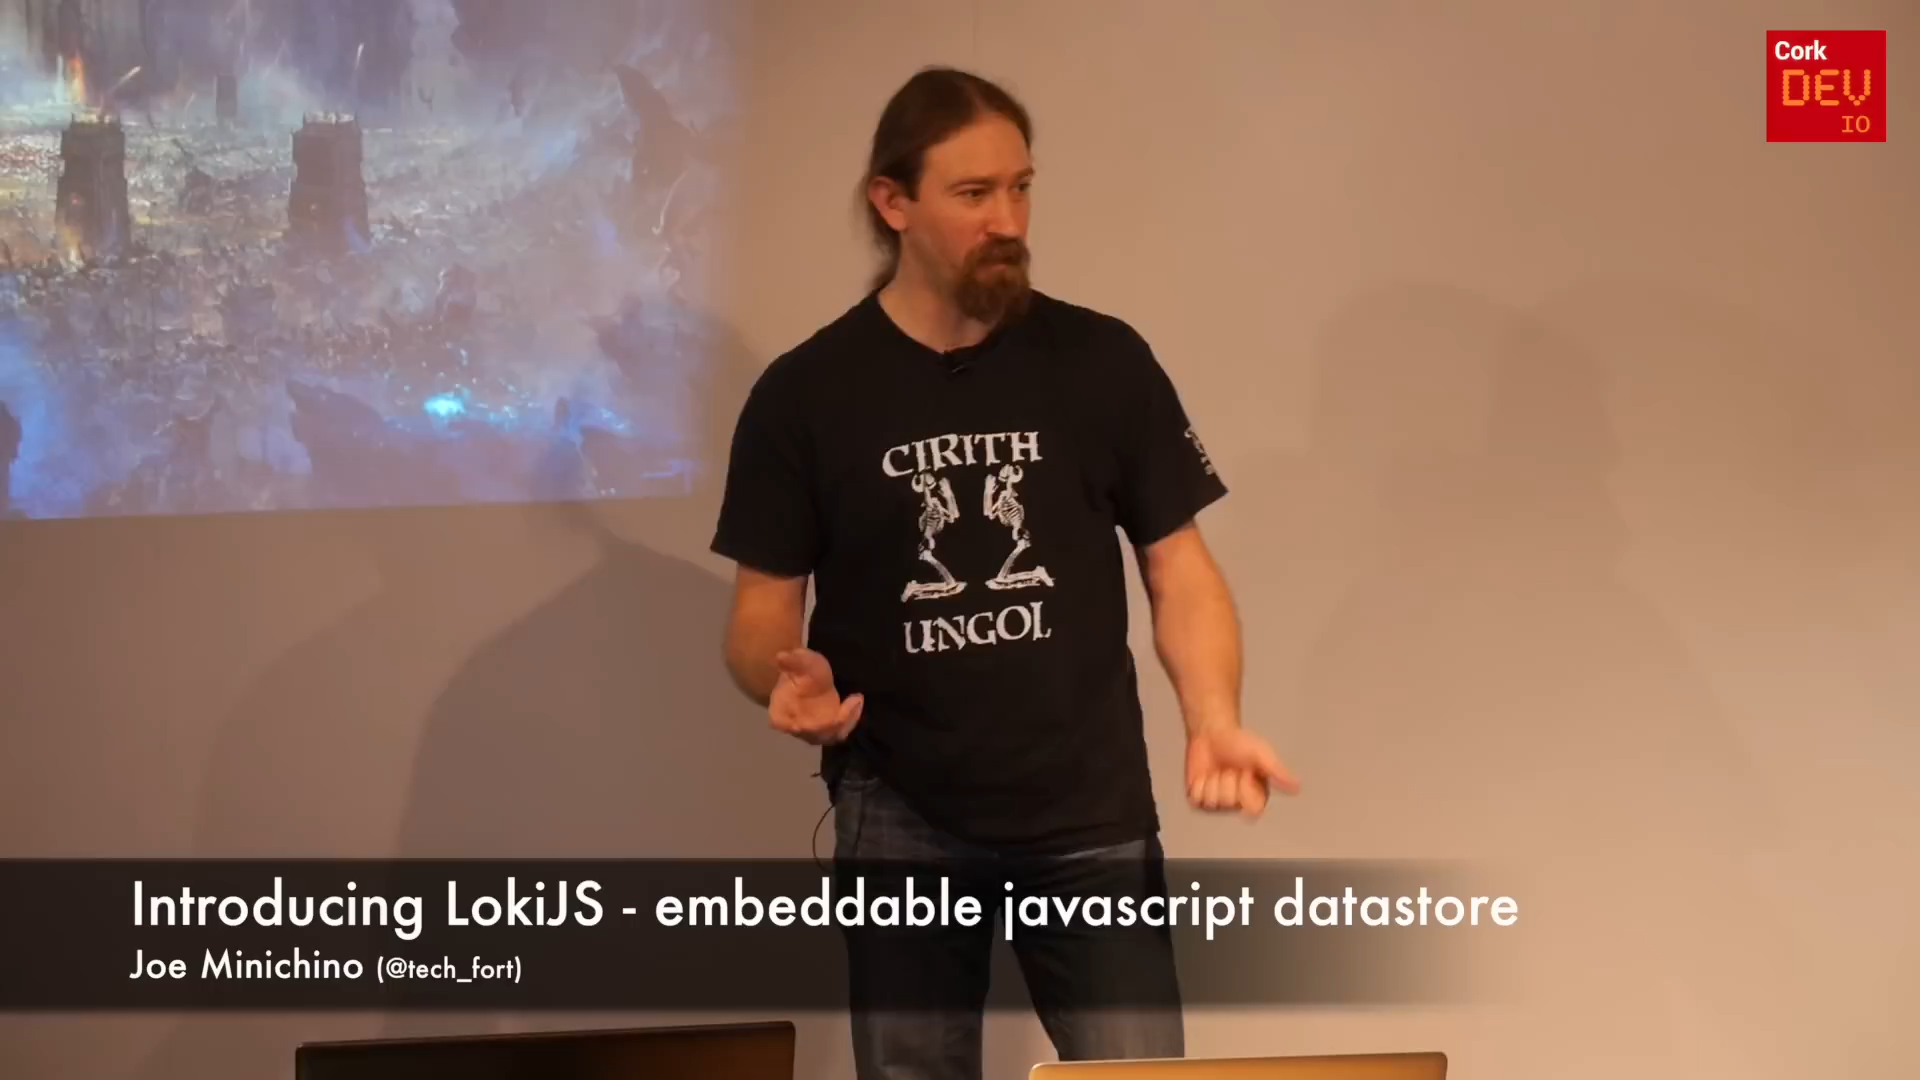 Cork
DEV
IO
CIRITH
UNGOL
Introducing LokiJS - embeddable javascript datastore
Joe Minichino (@tech_fort)